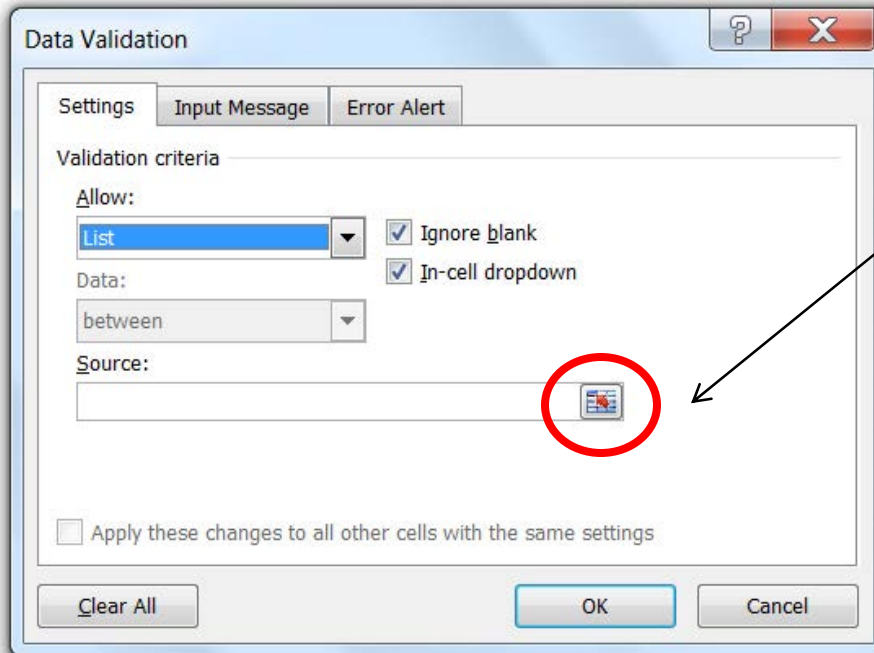 Data Validation
Settings Input Message Error Alert
Validation criteria
Allow:
List Ignore blank
Data: In-cell dropdown
between
Source:
Apply these changes to all other cells with the same settings
Clear All OK Cancel